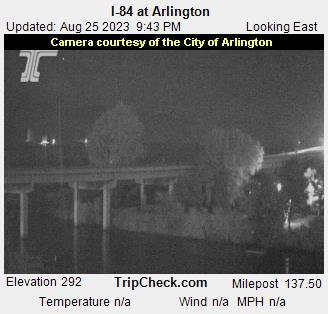 I-84 at Arlington
Updated: Aug 25 2023 9:43 PM Looking East
Camera courtesy of the City of Arlington
Elevation 292 TripCheck.com Milepost 137.50
Temperature n/a Wind n/a MPH n/a